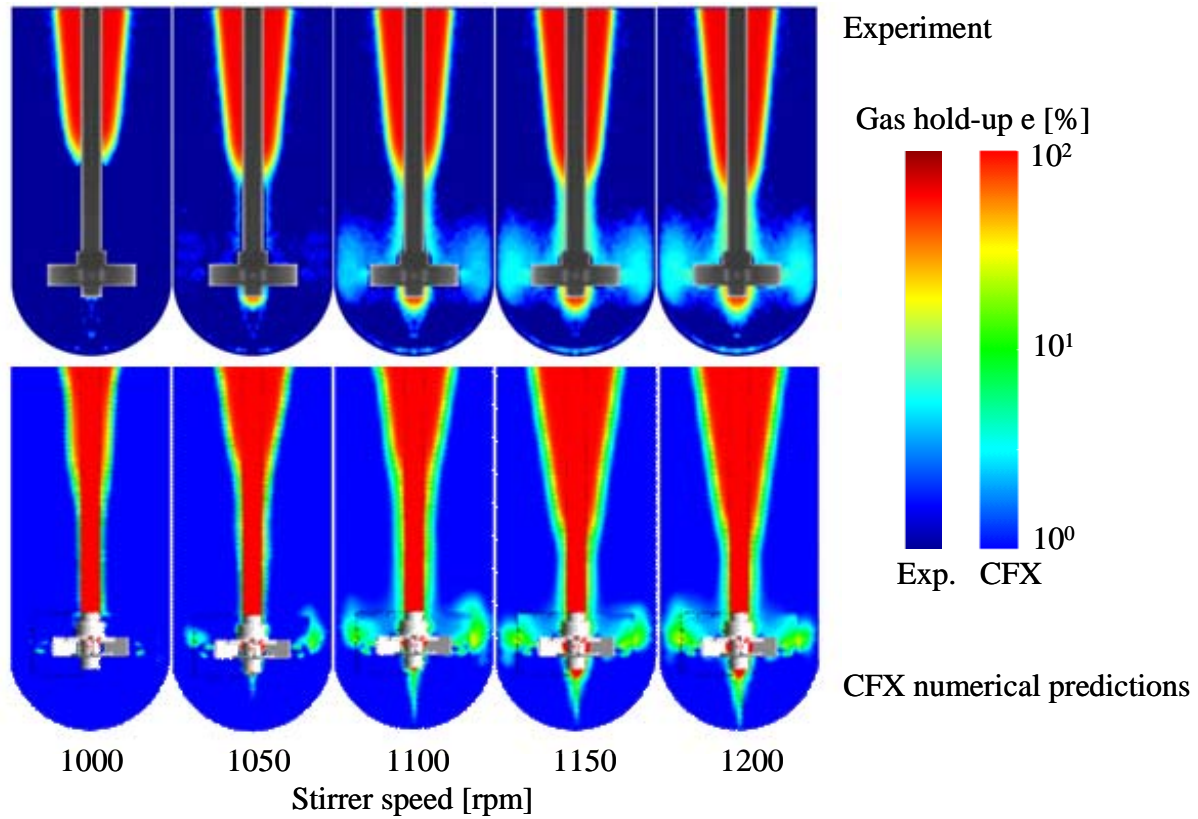 Experiment
Gas hold-up e [%]
10²
10¹
10⁰
Exp. CFX
CFX numerical predictions
1000 1050 1100 1150 1200
Stirrer speed [rpm]